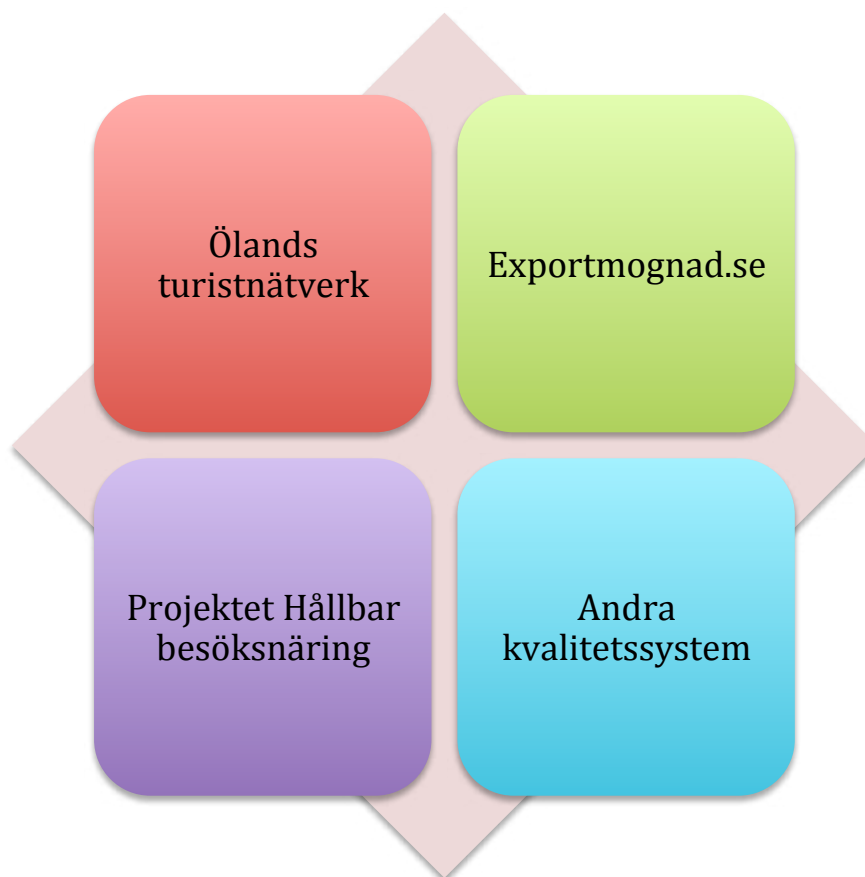 Ölands
turistnätverk
Exportmognad.se
Projektet Hållbar
besöksnäring
Andra
kvalitetssystem